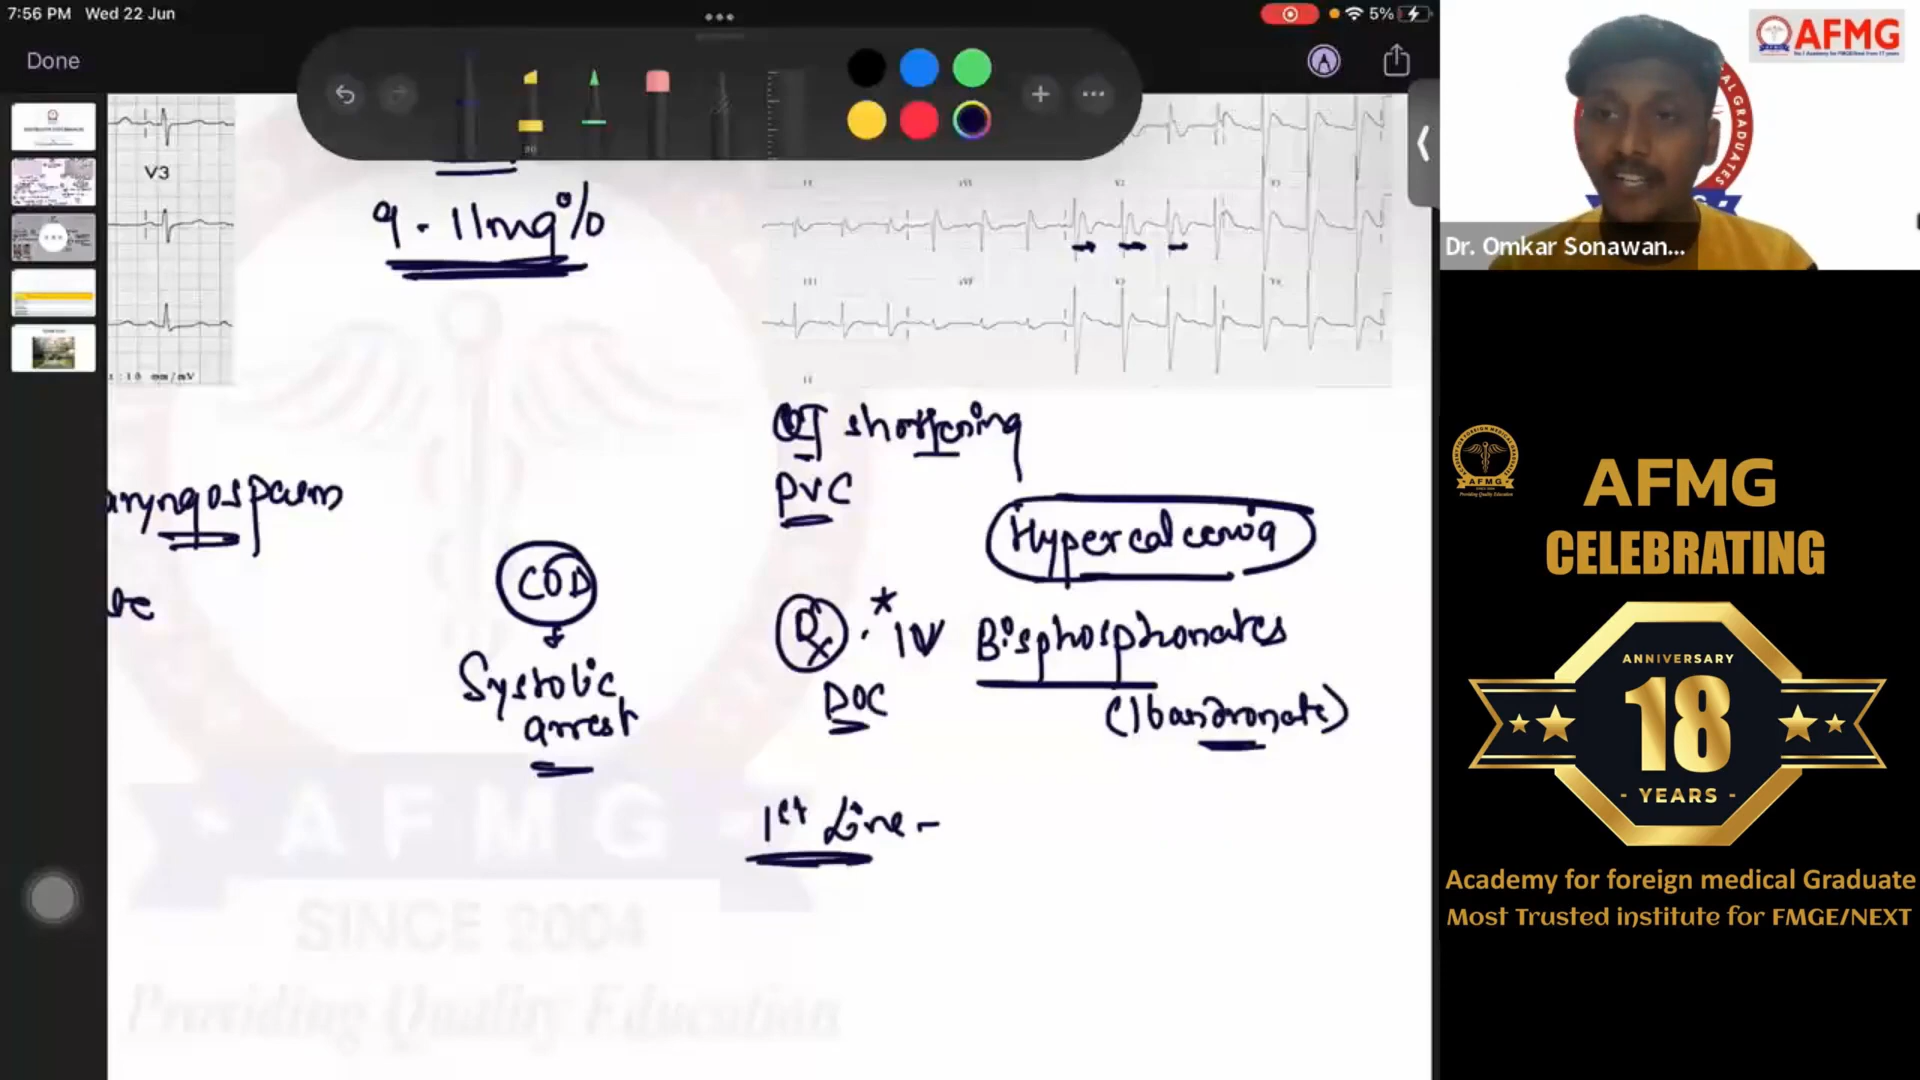 7:56 PM Wed 22 Jun
5%
Done
V3
9-11mg%
AFMG
Dr. Omkar Sonawan...
QT shortening
PVC
Hypercalcemia
aryngospasm
COD
Systolic
arrest
Rx . * IV Bisphosphonates
DOC
(Ibandronate)
1st Line -
AFMG
SINCE 2004
Providing Quality Education
AFMG
CELEBRATING
ANNIVERSARY
18
- YEARS -
Academy for foreign medical Graduate
Most Trusted institute for FMGE/NEXT